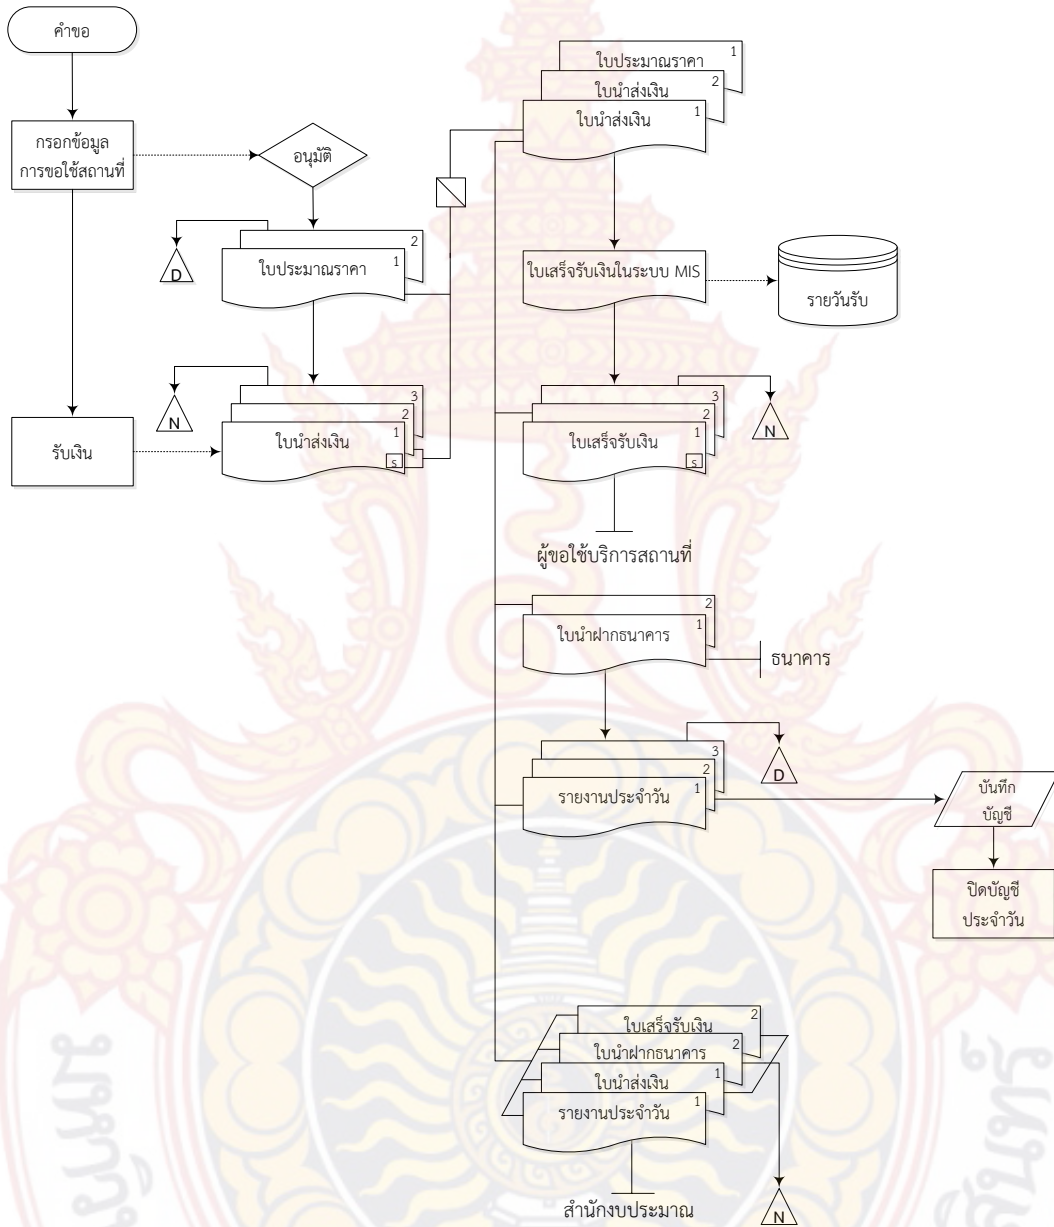 คำขอ
กรอกข้อมูล
การขอใช้สถานที่
อนุมัติ
D
2
1
ใบประมาณราคา
N
3
2
1
ใบนำส่งเงิน
s
รับเงิน
1
ใบประมาณราคา
2
ใบนำส่งเงิน
1
ใบนำส่งเงิน
ใบเสร็จรับเงินในระบบ MIS
รายวันรับ
3
2
1
ใบเสร็จรับเงิน
s
N
ผู้ขอใช้บริการสถานที่
2
1
ใบนำฝากธนาคาร
ธนาคาร
3
2
1
รายงานประจำวัน
D
บันทึก
บัญชี
ปิดบัญชี
ประจำวัน
2
ใบเสร็จรับเงิน
2
ใบนำฝากธนาคาร
1
ใบนำส่งเงิน
1
รายงานประจำวัน
สำนักงบประมาณ
N